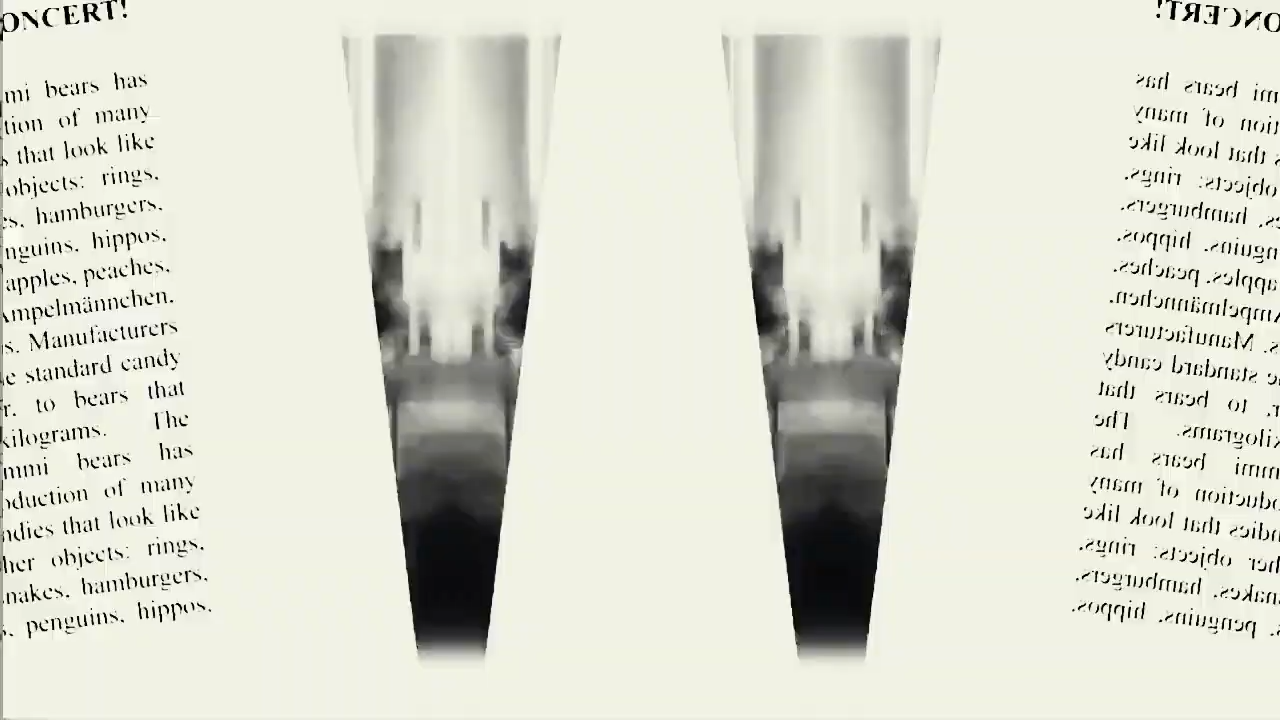 ONCERT!
mi bears has
tion of many
s that look like
objects: rings,
es, hamburgers,
nguins, hippos,
apples, peaches,
Ampelmännchen.
s. Manufacturers
e standard candy
r, to bears that
kilograms. The
mmi bears has
oduction of many
ndies that look like
her objects: rings,
nakes, hamburgers,
s, penguins, hippos,